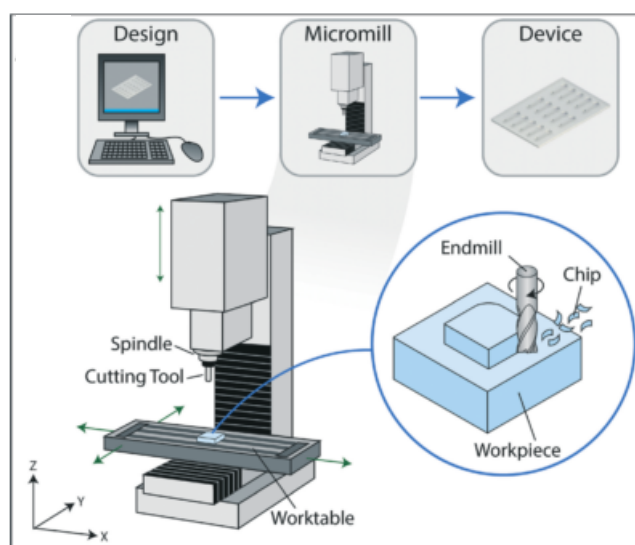 Design
Micromill
Device
Endmill
Chip
Spindle
Cutting Tool
Workpiece
Worktable
Z
Y
X